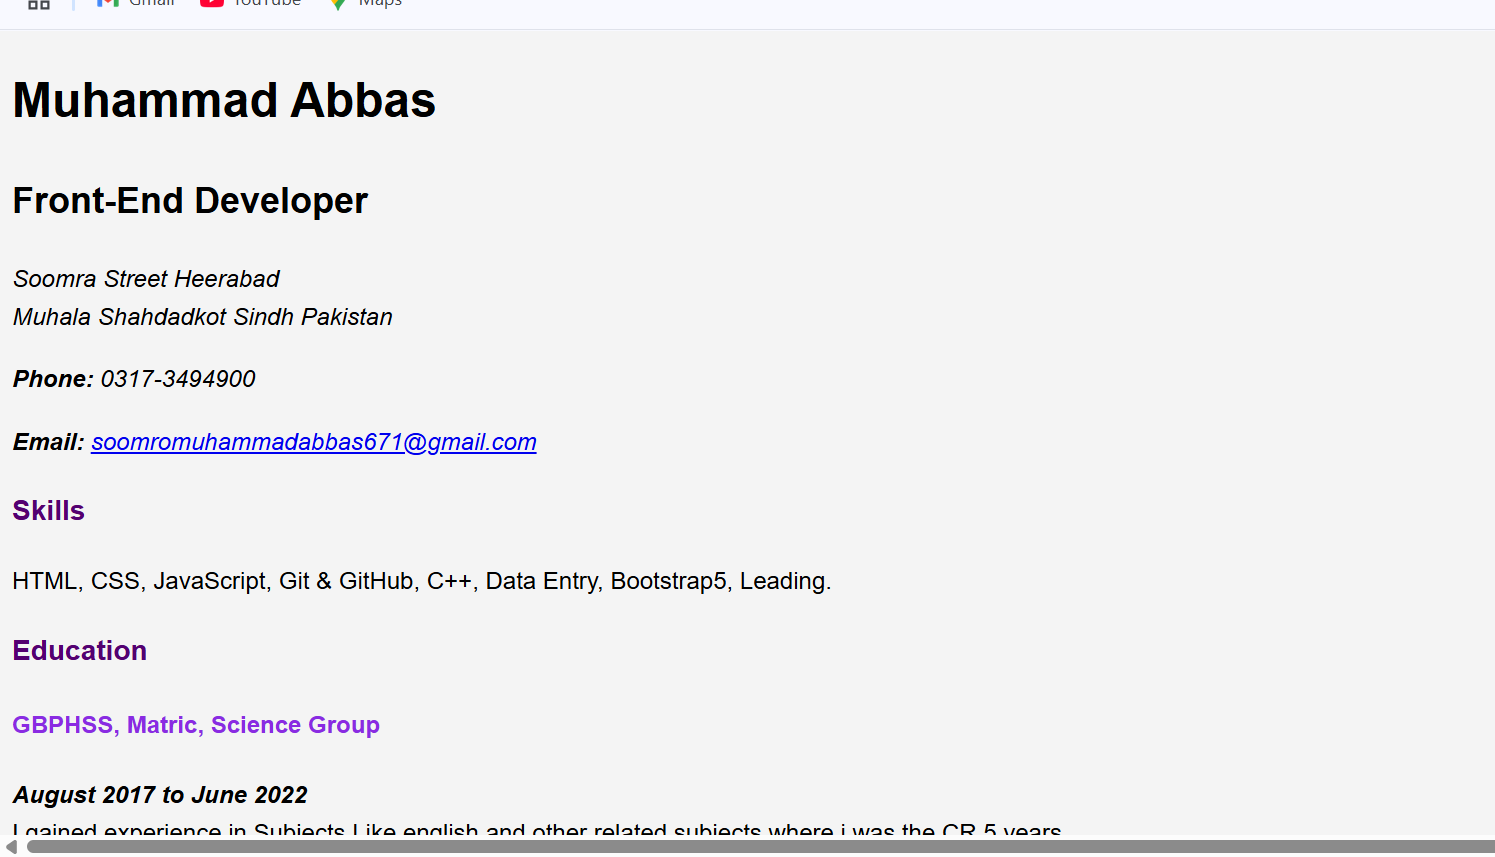 Gmail YouTube Maps
Muhammad Abbas
Front-End Developer
Soomra Street Heerabad
Muhala Shahdadkot Sindh Pakistan
Phone: 0317-3494900
Email: soomromuhammadabbas671@gmail.com
Skills
HTML, CSS, JavaScript, Git & GitHub, C++, Data Entry, Bootstrap5, Leading.
Education
GBPHSS, Matric, Science Group
August 2017 to June 2022
I gained experience in Subjects Like english and other related subjects where i was the CR 5 years